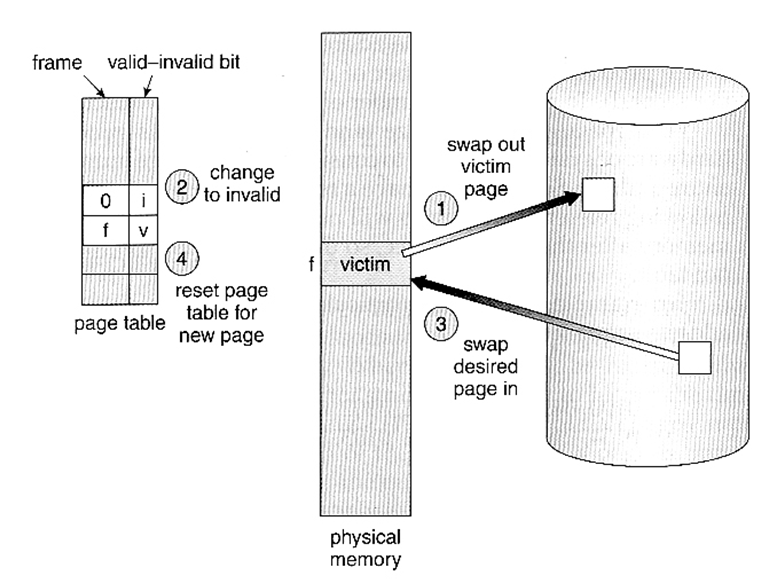 frame
valid–invalid bit
0 i
f v
2
change
to invalid
4
reset page
table for
new page
page table
f
victim
physical
memory
1
swap out
victim
page
3
swap
desired
page in